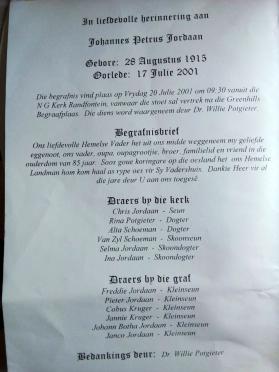 In liefdevolle herinnering aan
Johannes Petrus Jordaan
Gebore: 28 Augustus 1915
Oorlede: 17 Julie 2001
Die begrafnis vind plaas op Vrydag 20 Julie 2001 om 09:30 vanuit die
N G Kerk Randfontein, vanwaar die stoet sal vertrek na die Greenhills
Begraafplaas. Die diens word waargeneem deur Dr. Willie Potgieter.
Begrafnisbrief
Ons liefdevolle Hemelse Vader het uit ons midde weggeneem my geliefde
eggenoot, ons vader, oupa, oupagrootjie, broer, familielid en vriend in die
ouderdom van 85 jaar. Soos goue koringare op die oesland het ons Hemelse
Landman hom kom haal as rype oes vir Sy Vadershuis. Dankie Heer vir al
die jare deur U aan ons toegesê.
Draers by die kerk
Chris Jordaan - Seun
Rina Potgieter - Dogter
Alta Schoeman - Dogter
Van Zyl Schoeman - Skoonseun
Selma Jordaan - Skoondogter
Ina Jordaan - Skoondogter
Draers by die graf
Freddie Jordaan - Kleinseun
Pieter Jordaan - Kleinseun
Cobus Kruger - Kleinseun
Jannie Kruger - Kleinseun
Johann Botha Jordaan - Kleinseun
Janco Jordaan - Kleinseun
Bedankings deur: Dr Willie Potgieter